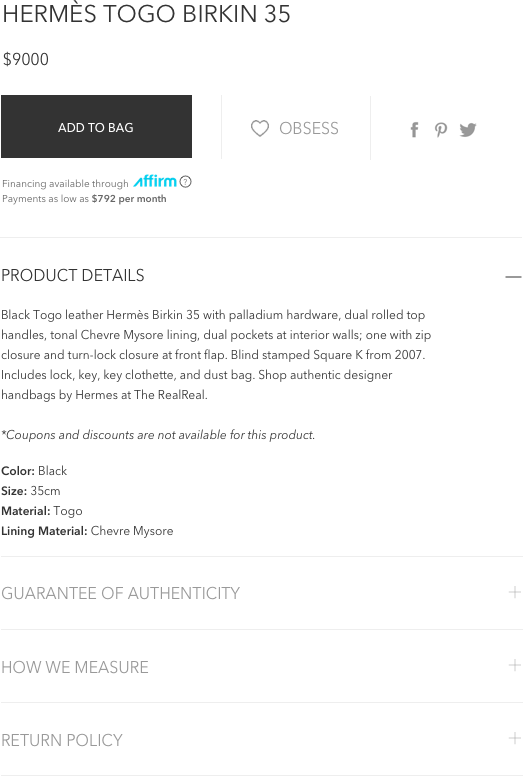 HERMÈS TOGO BIRKIN 35
$9000
ADD TO BAG
OBSESS
Financing available through affirm ?
Payments as low as $792 per month
PRODUCT DETAILS
Black Togo leather Hermès Birkin 35 with palladium hardware, dual rolled top
handles, tonal Chevre Mysore lining, dual pockets at interior walls; one with zip
closure and turn-lock closure at front flap. Blind stamped Square K from 2007.
Includes lock, key, key clothette, and dust bag. Shop authentic designer
handbags by Hermes at The RealReal.
*Coupons and discounts are not available for this product.
Color: Black
Size: 35cm
Material: Togo
Lining Material: Chevre Mysore
GUARANTEE OF AUTHENTICITY
HOW WE MEASURE
RETURN POLICY